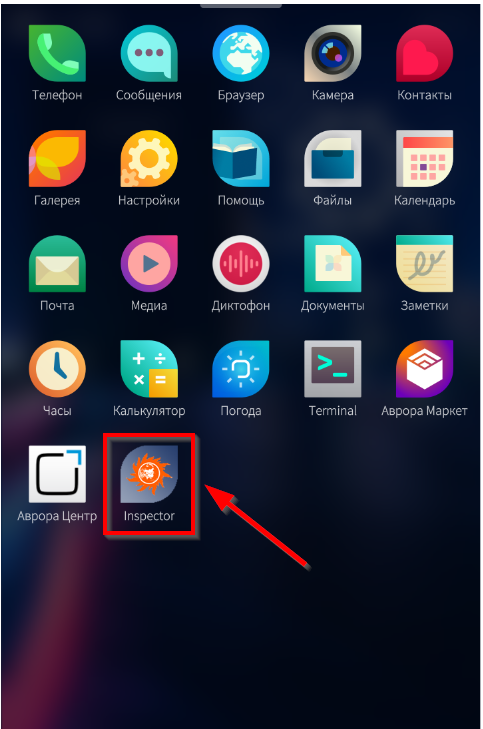 Телефон
Сообщения
Браузер
Камера
Контакты
Галерея
Настройки
Помощь
Файлы
Календарь
Почта
Медиа
Диктофон
Документы
Заметки
Часы
Калькулятор
Погода
Terminal
Аврора Маркет
Аврора Центр
Inspector